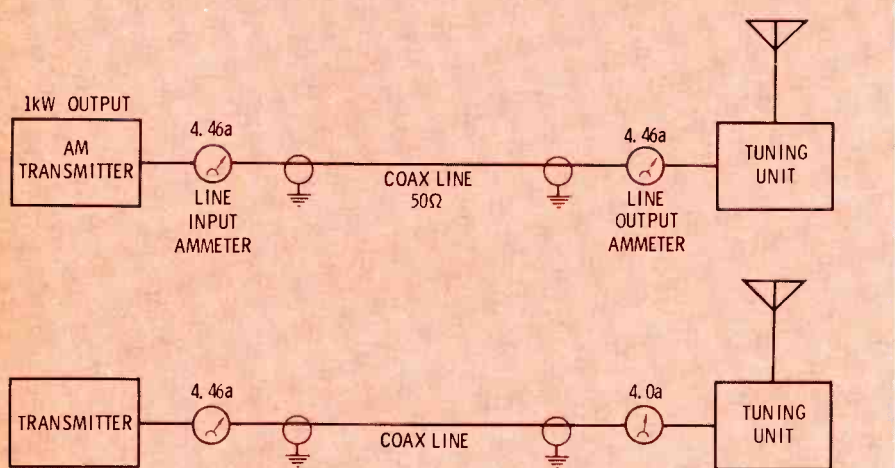 1kW OUTPUT
AM
TRANSMITTER
4.46a
LINE
INPUT
AMMETER
COAX LINE
50Ω
4.46a
LINE
OUTPUT
AMMETER
TUNING
UNIT
TRANSMITTER
4.46a
COAX LINE
4.0a
TUNING
UNIT